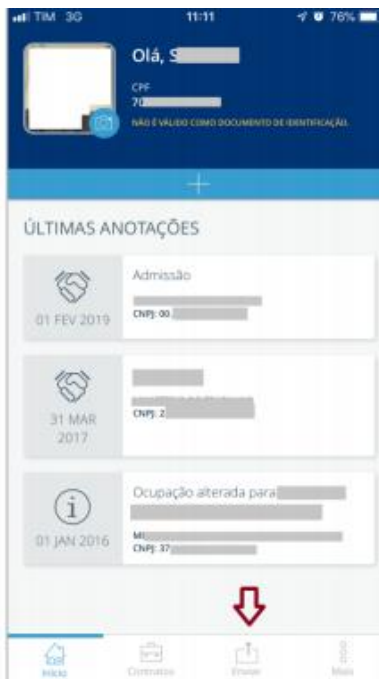 TIM 3G 11:11 76%
Olá, S
CPF
70
NÃO É VÁLIDO COMO DOCUMENTO DE IDENTIFICAÇÃO.
ÚLTIMAS ANOTAÇÕES
Admissão
CNPJ: 00.
01 FEV 2019
CNPJ: 2
31 MAR
2017
Ocupação alterada para
MI
CNPJ: 37
01 JAN 2016
Início Contratos Enviar Mais